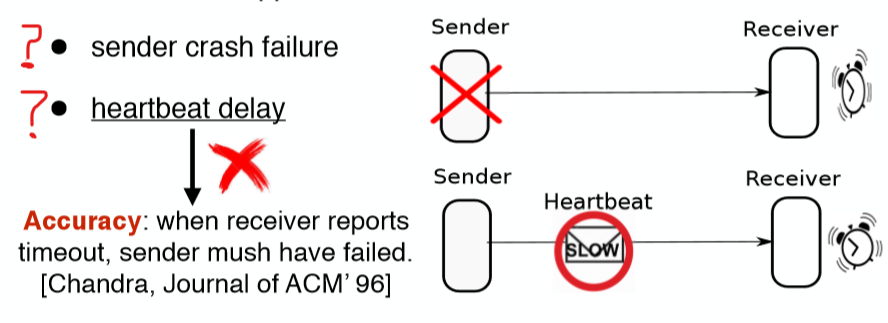 ? • sender crash failure
? • heartbeat delay
Accuracy: when receiver reports
timeout, sender mush have failed.
[Chandra, Journal of ACM’ 96]
Sender
Receiver
Sender
Heartbeat
SLOW
Receiver